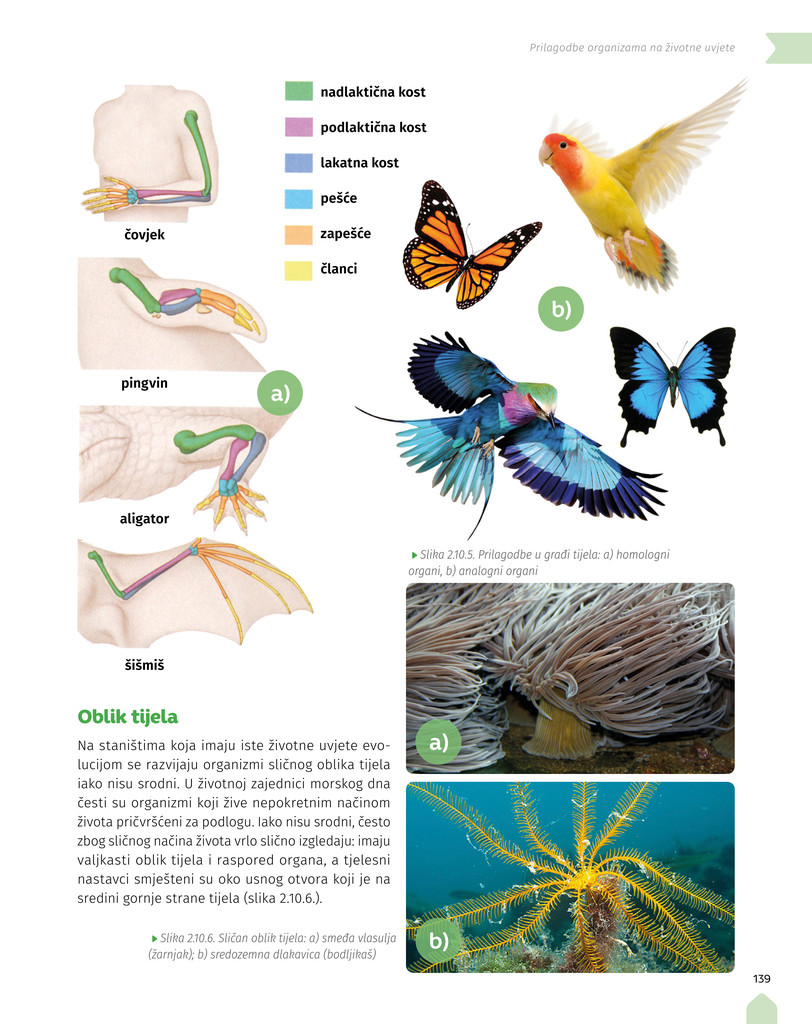 Prilagodbe organizama na životne uvjete
nadlaktična kost
podlaktična kost
lakatna kost
pešće
zapešće
članci
čovjek
pingvin
a)
aligator
šišmiš
b)
Slika 2.10.5. Prilagodbe u građi tijela: a) homologni
organi, b) analogni organi
Oblik tijela
Na staništima koja imaju iste životne uvjete evo-
lucijom se razvijaju organizmi sličnog oblika tijela
iako nisu srodni. U životnoj zajednici morskog dna
česti su organizmi koji žive nepokretnim načinom
života pričvršćeni za podlogu. Iako nisu srodni, često
zbog sličnog načina života vrlo slično izgledaju: imaju
valjkasti oblik tijela i raspored organa, a tjelesni
nastavci smješteni su oko usnog otvora koji je na
sredini gornje strane tijela (slika 2.10.6.).
a)
b)
Slika 2.10.6. Sličan oblik tijela: a) smeđa vlasulja
(žarnjak); b) sredozemna dlakavica (bodljikaš)
139